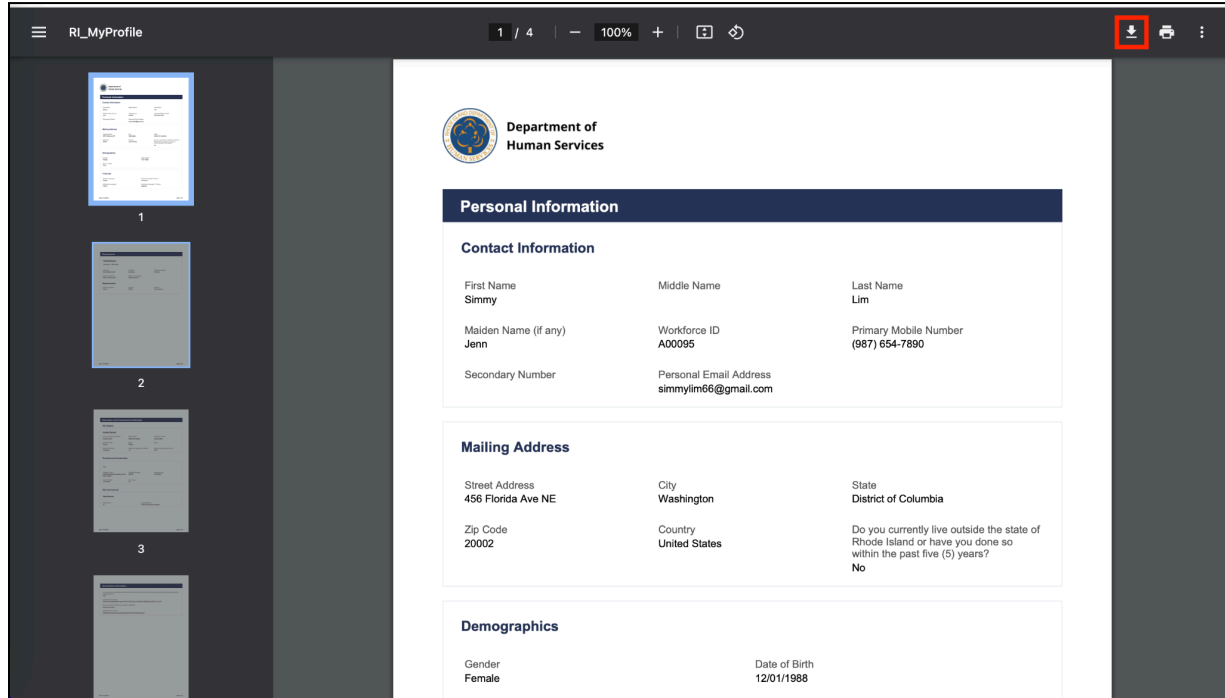 RI_MyProfile
1 / 4
100%
1
2
3
Department of
Human Services
Personal Information
Contact Information
First Name Middle Name Last Name
Simmy Lim
Maiden Name (if any) Workforce ID Primary Mobile Number
Jenn A00095 (987) 654-7890
Secondary Number Personal Email Address
simmylim66@gmail.com
Mailing Address
Street Address City State
456 Florida Ave NE Washington District of Columbia
Zip Code Country Do you currently live outside the state of
20002 United States Rhode Island or have you done so
within the past five (5) years?
No
Demographics
Gender Date of Birth
Female 12/01/1988